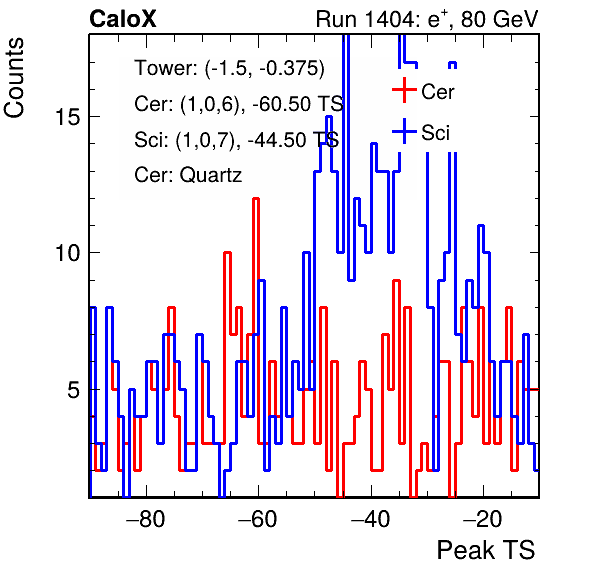 CaloX Run 1404: e⁺, 80 GeV
Counts
Tower: (-1.5, -0.375)
Cer: (1,0,6), -60.50 TS
Sci: (1,0,7), -44.50 TS
Cer: Quartz
Cer
Sci
15
10
5
−80 −60 −40 −20
Peak TS